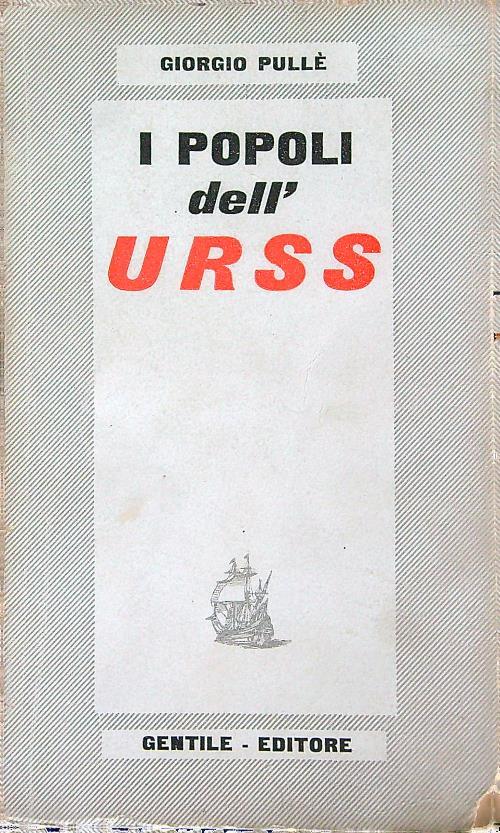 GIORGIO PULLÈ
I POPOLI
dell'
URSS
GENTILE - EDITORE